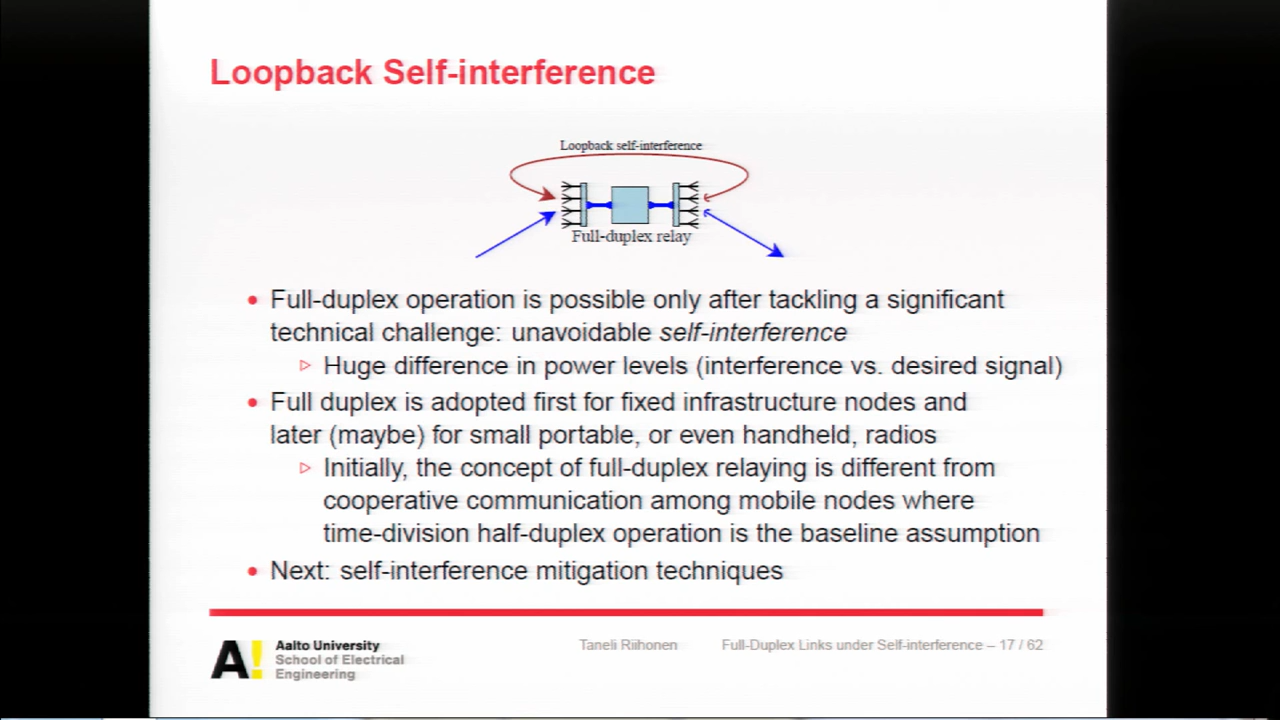 Loopback Self-interference
Loopback self-interference
Full-duplex relay
• Full-duplex operation is possible only after tackling a significant
technical challenge: unavoidable self-interference
▷ Huge difference in power levels (interference vs. desired signal)
• Full duplex is adopted first for fixed infrastructure nodes and
later (maybe) for small portable, or even handheld, radios
▷ Initially, the concept of full-duplex relaying is different from
cooperative communication among mobile nodes where
time-division half-duplex operation is the baseline assumption
• Next: self-interference mitigation techniques
A! Aalto University
School of Electrical
Engineering
Taneli Riihonen
Full-Duplex Links under Self-interference – 17 / 62